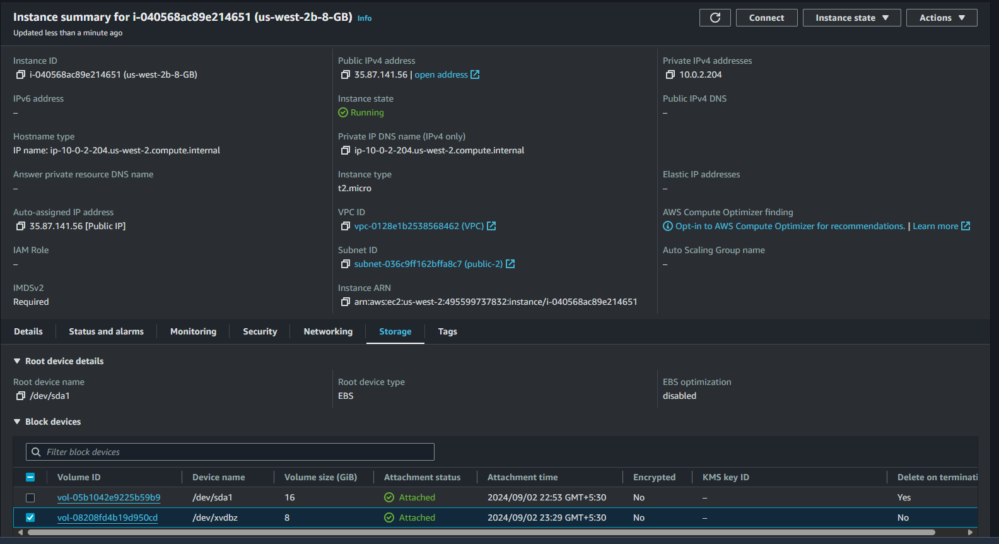 Instance summary for i-040568ac89e214651 (us-west-2b-8-GB) Info
Updated less than a minute ago
Connect
Instance state
Actions
Instance ID
i-040568ac89e214651 (us-west-2b-8-GB)
Public IPv4 address
35.87.141.56 | open address
Private IPv4 addresses
10.0.2.204
IPv6 address
–
Instance state
Running
Public IPv4 DNS
–
Hostname type
IP name: ip-10-0-2-204.us-west-2.compute.internal
Private IP DNS name (IPv4 only)
ip-10-0-2-204.us-west-2.compute.internal
Answer private resource DNS name
–
Instance type
t2.micro
Elastic IP addresses
–
Auto-assigned IP address
35.87.141.56 [Public IP]
VPC ID
vpc-0128e1b2538568462 (VPC)
AWS Compute Optimizer finding
Opt-in to AWS Compute Optimizer for recommendations. | Learn more
IAM Role
–
Subnet ID
subnet-036c9ff162bffa8c7 (public-2)
Auto Scaling Group name
–
IMDSv2
Required
Instance ARN
arn:aws:ec2:us-west-2:495599737832:instance/i-040568ac89e214651
Details Status and alarms Monitoring Security Networking Storage Tags
Root device details
Root device name
/dev/sda1
Root device type
EBS
EBS optimization
disabled
Block devices
Filter block devices
Volume ID Device name Volume size (GiB) Attachment status Attachment time Encrypted KMS key ID Delete on terminati
vol-05b1042e9225b59b9 /dev/sda1 16 Attached 2024/09/02 22:53 GMT+5:30 No – Yes
vol-08208fd4b19d950cd /dev/xvdbz 8 Attached 2024/09/02 23:29 GMT+5:30 No – No